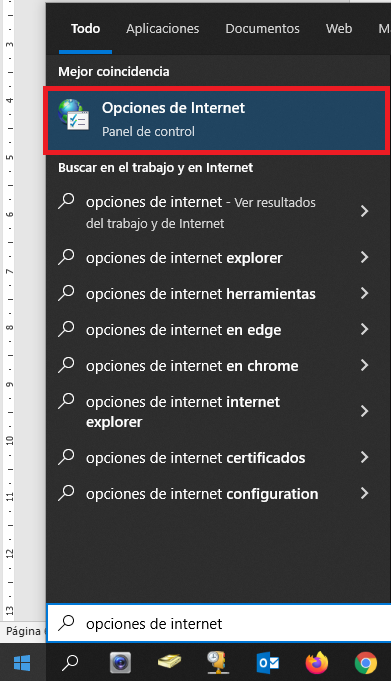 Todo Aplicaciones Documentos Web M
Mejor coincidencia
Opciones de Internet
Panel de control
Buscar en el trabajo y en Internet
opciones de internet - Ver resultados
del trabajo y de Internet
opciones de internet explorer
opciones de internet herramientas
opciones de internet en edge
opciones de internet en chrome
opciones de internet internet
explorer
opciones de internet certificados
opciones de internet configuration
3
4
5
6
7
8
9
10
11
12
13
opciones de internet
Página